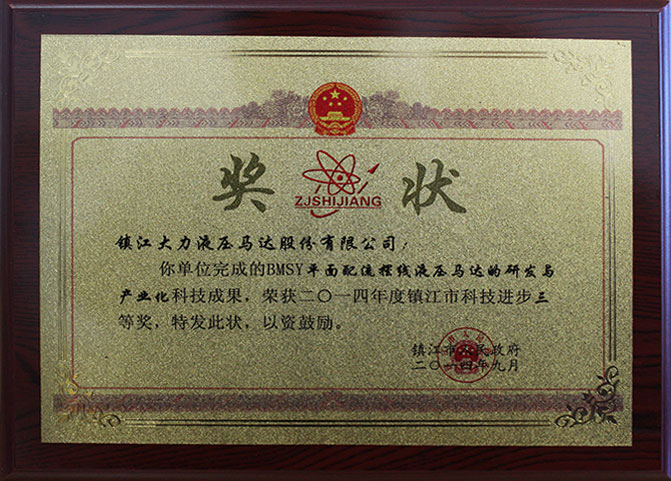 奖 ZJSHIJIANG 状
镇江大力液压马达股份有限公司:
你单位完成的BMSY平面配流摆线液压马达的研发与
产业化科技成果，荣获二〇一四年度镇江市科技进步三
等奖，特发此状，以资鼓励。
镇江市人民政府
二〇一四年九月